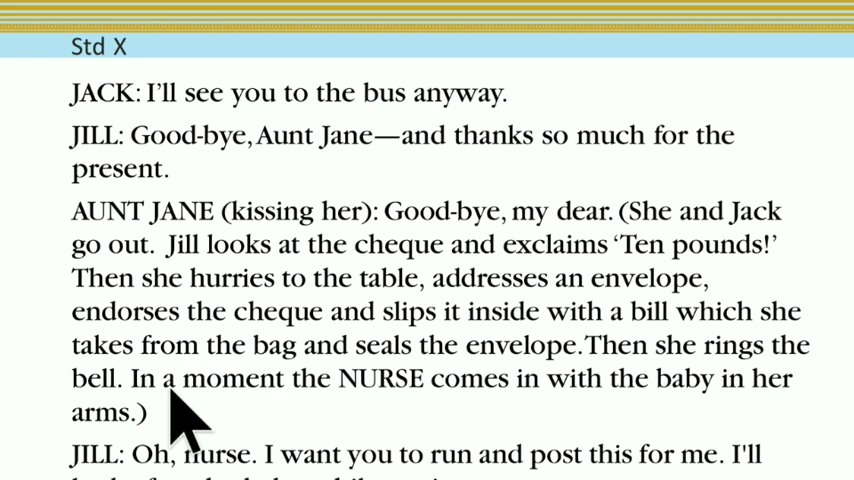 Std X
JACK: I’ll see you to the bus anyway.
JILL: Good-bye, Aunt Jane—and thanks so much for the
present.
AUNT JANE (kissing her): Good-bye, my dear. (She and Jack
go out. Jill looks at the cheque and exclaims ‘Ten pounds!’
Then she hurries to the table, addresses an envelope,
endorses the cheque and slips it inside with a bill which she
takes from the bag and seals the envelope. Then she rings the
bell. In a moment the NURSE comes in with the baby in her
arms.)
JILL: Oh, nurse. I want you to run and post this for me. I'll